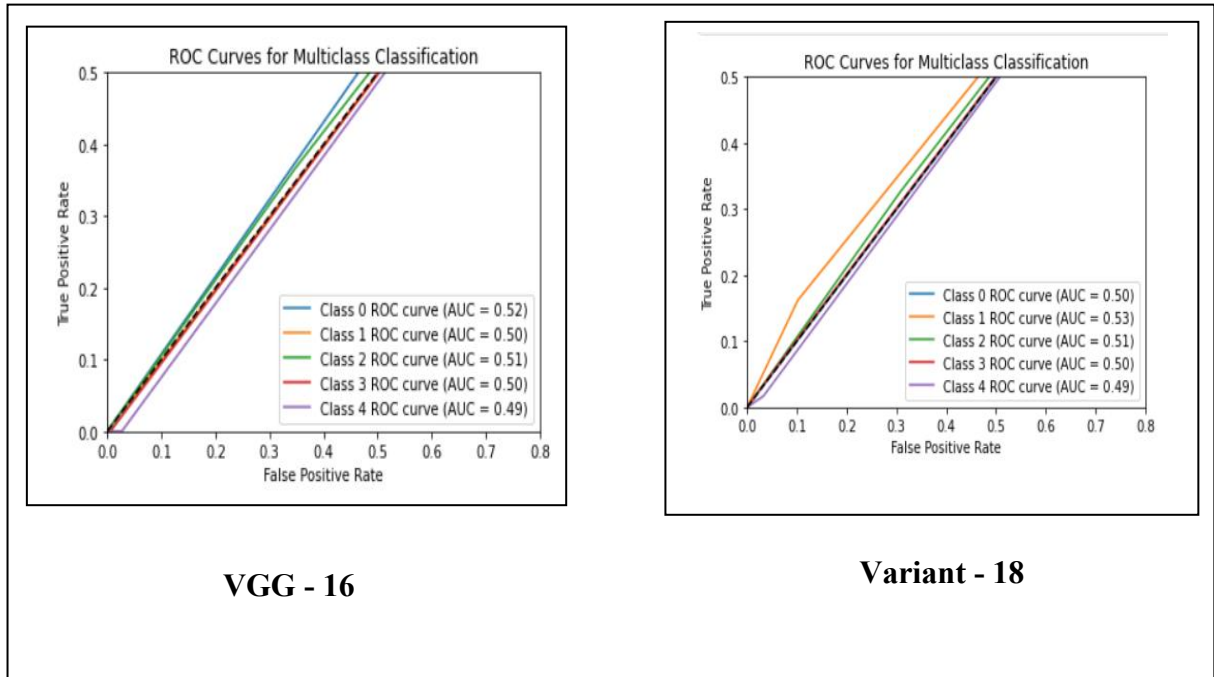 ROC Curves for Multiclass Classification
True Positive Rate
0.5
0.4
0.3
0.2
0.1
0.0
Class 0 ROC curve (AUC = 0.52)
Class 1 ROC curve (AUC = 0.50)
Class 2 ROC curve (AUC = 0.51)
Class 3 ROC curve (AUC = 0.50)
Class 4 ROC curve (AUC = 0.49)
0.0 0.1 0.2 0.3 0.4 0.5 0.6 0.7 0.8
False Positive Rate
VGG - 16
ROC Curves for Multiclass Classification
True Positive Rate
0.5
0.4
0.3
0.2
0.1
0.0
Class 0 ROC curve (AUC = 0.50)
Class 1 ROC curve (AUC = 0.53)
Class 2 ROC curve (AUC = 0.51)
Class 3 ROC curve (AUC = 0.50)
Class 4 ROC curve (AUC = 0.49)
0.0 0.1 0.2 0.3 0.4 0.5 0.6 0.7 0.8
False Positive Rate
Variant - 18